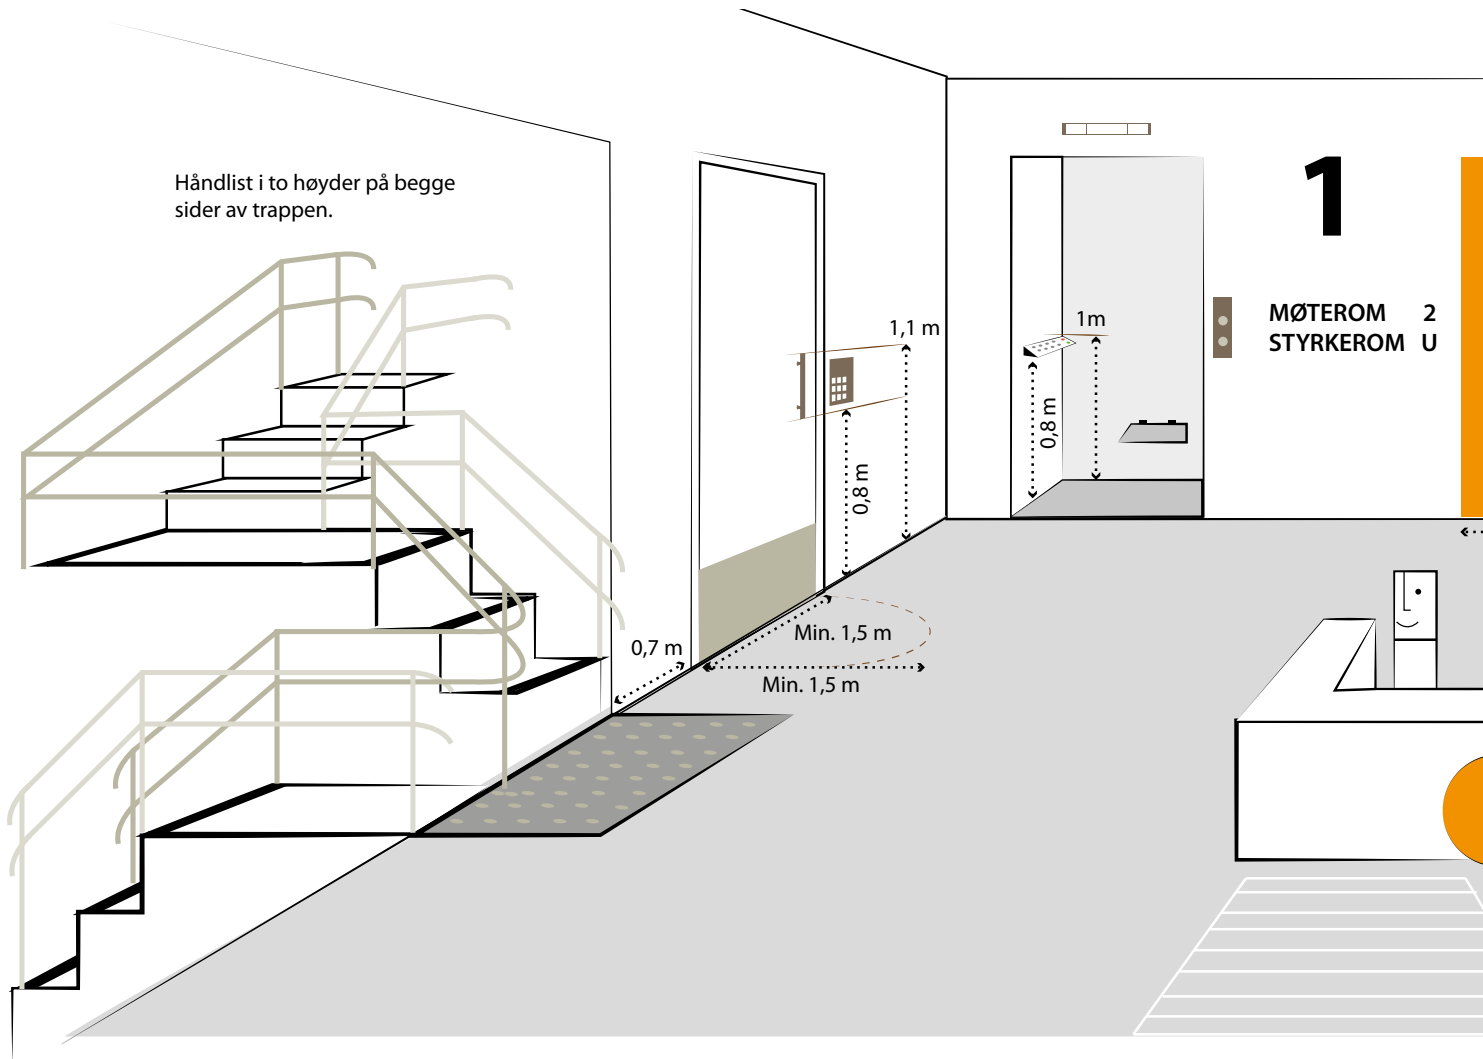 Håndlist i to høyder på begge
sider av trappen.
1
1,1 m
1m
MØTEROM 2
STYRKEROM U
0,8 m
0,8 m
0,7 m
Min. 1,5 m
Min. 1,5 m